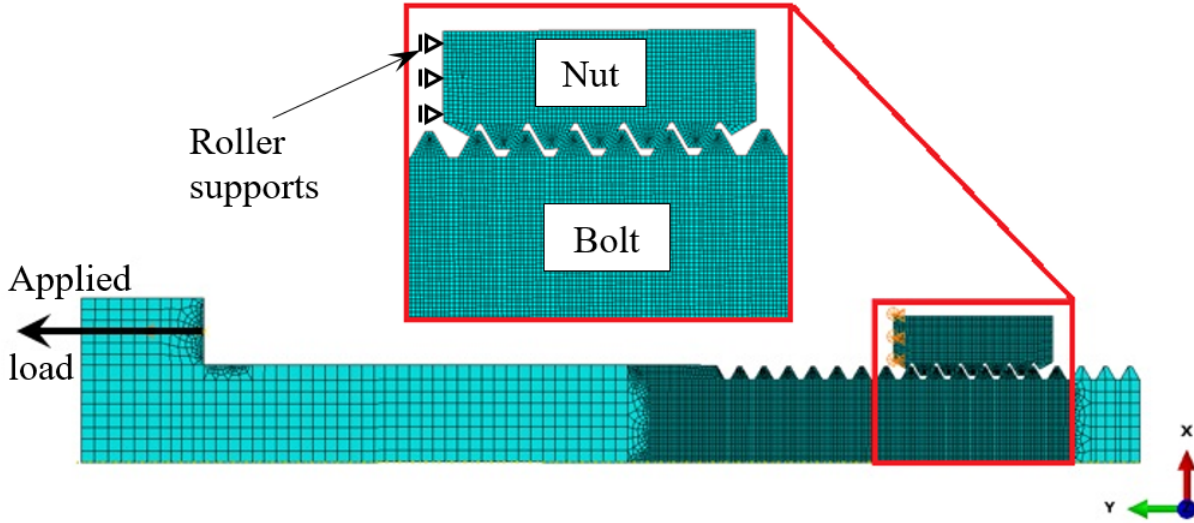 Nut
Roller
supports
Bolt
Applied
load
X
Y
Z